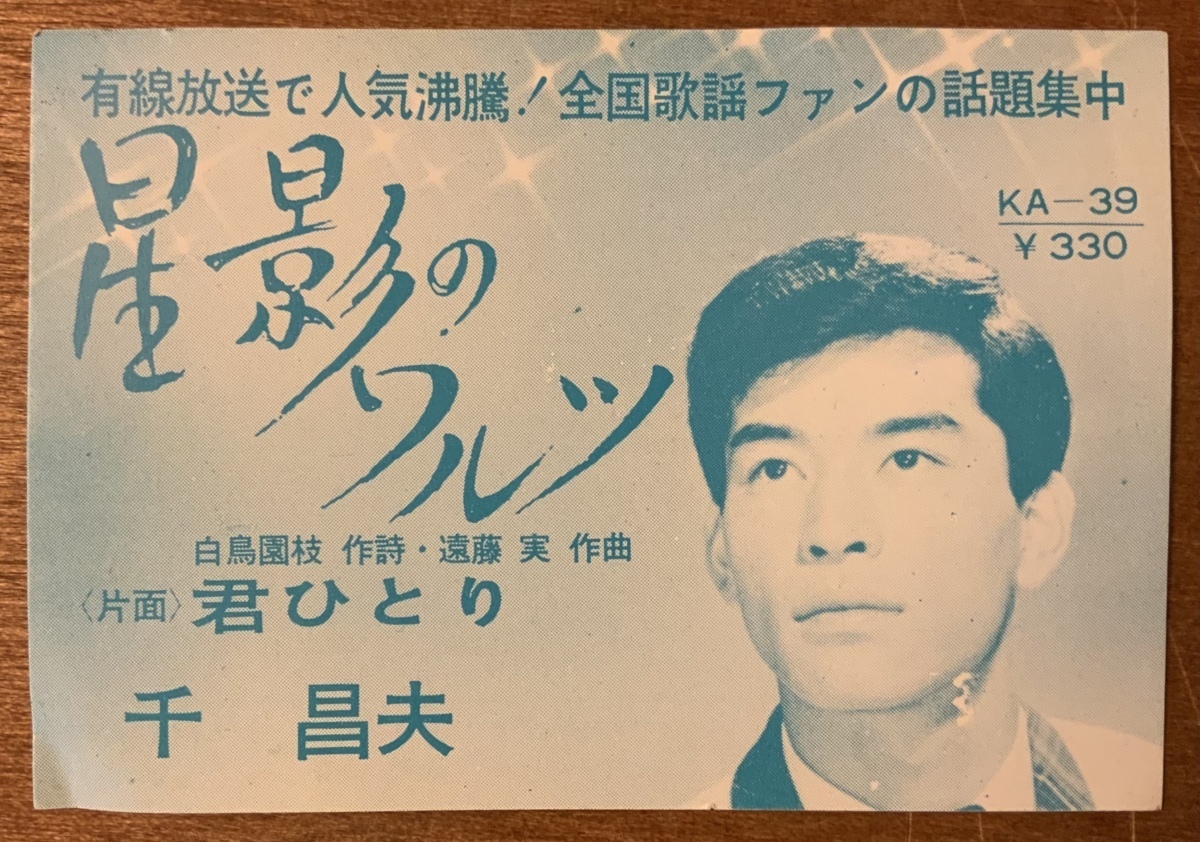 有線放送で人気沸騰!全国歌謡ファンの話題集中
星影の
ワルツ
KA-39
¥330
白鳥園枝 作詩・遠藤 実 作曲
〈片面〉君ひとり
千 昌夫